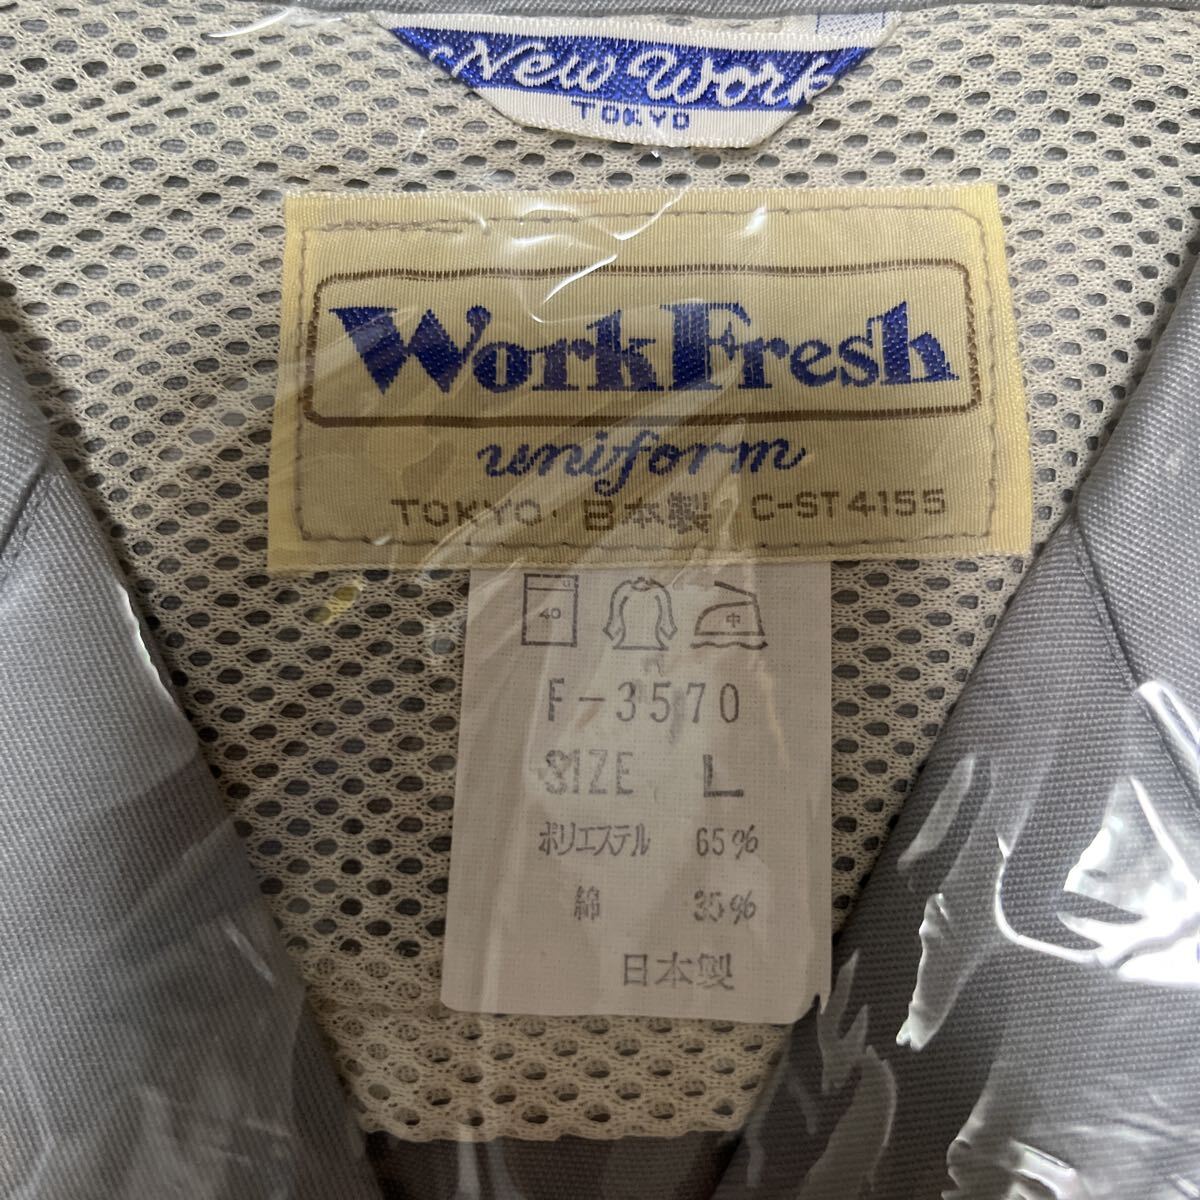 New Work
TOKYO
WorkFresh
uniform
TOKYO 日本製 C-ST4155
40 中
F-3570
SIZE L
ポリエステル 65%
綿 35%
日本製